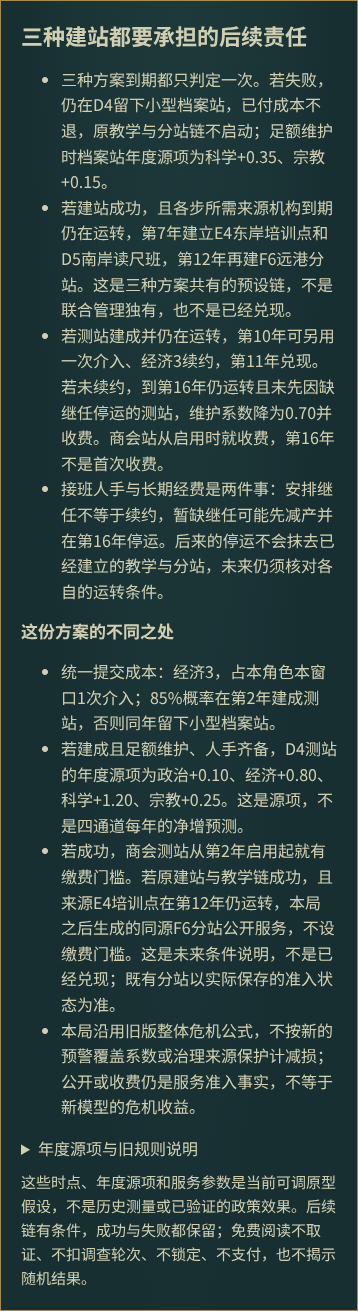 三种建站都要承担的后续责任
• 三种方案到期都只判定一次。若失败，
仍在D4留下小型档案站，已付成本不
退，原教学与分站链不启动；足额维护
时档案站年度源项为科学+0.35、宗教
+0.15。
• 若建站成功，且各步所需来源机构到期
仍在运转，第7年建立E4东岸培训点和
D5南岸读尺班，第12年再建F6远港分
站。这是三种方案共有的预设链，不是
联合管理独有，也不是已经兑现。
• 若测站建成并仍在运转，第10年可另用
一次介入、经济3续约，第11年兑现。
若未续约，到第16年仍运转且未先因缺
继任停运的测站，维护系数降为0.70并
收费。商会站从启用时就收费，第16年
不是首次收费。
• 接班人手与长期经费是两件事：安排继
任不等于续约，暂缺继任可能先减产并
在第16年停运。后来的停运不会抹去已
经建立的教学与分站，未来仍须核对各
自的运转条件。
这份方案的不同之处
• 统一提交成本：经济3，占本角色本窗
口1次介入；85%概率在第2年建成测
站，否则同年留下小型档案站。
• 若建成且足额维护、人手齐备，D4测站
的年度源项为政治+0.10、经济+0.80、
科学+1.20、宗教+0.25。这是源项，不
是四通道每年的净增预测。
• 若成功，商会测站从第2年启用起就有
缴费门槛。若原建站与教学链成功，且
来源E4培训点在第12年仍运转，本局
之后生成的同源F6分站公开服务，不设
缴费门槛。这是未来条件说明，不是已
经兑现；既有分站以实际保存的准入状
态为准。
• 本局沿用旧版整体危机公式，不按新的
预警覆盖系数或治理来源保护计减损；
公开或收费仍是服务准入事实，不等于
新模型的危机收益。
▶ 年度源项与旧规则说明
这些时点、年度源项和服务参数是当前可调原型
假设，不是历史测量或已验证的政策效果。后续
链有条件，成功与失败都保留；免费阅读不取
证、不扣调查轮次、不锁定、不支付，也不揭示
随机结果。